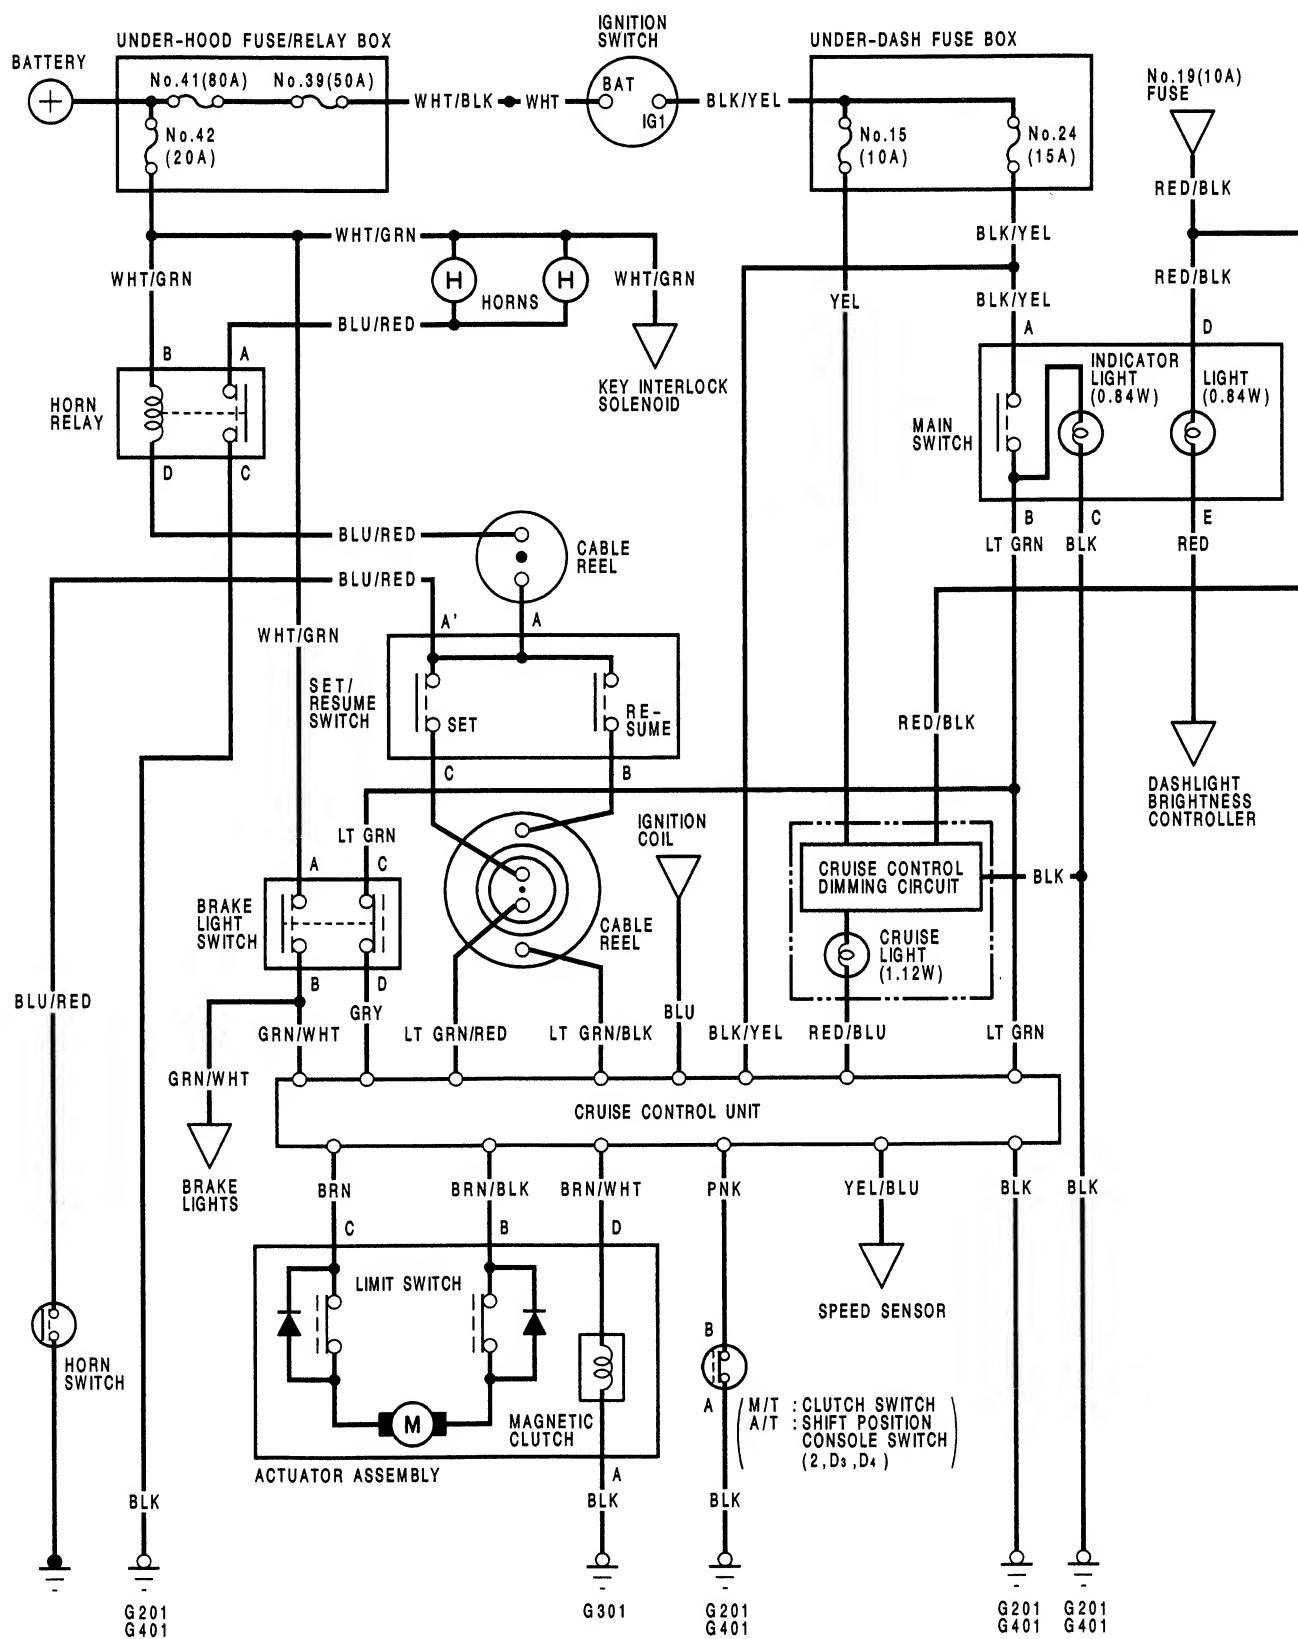 IGNITION
SWITCH
UNDER-HOOD FUSE/RELAY BOX
UNDER-DASH FUSE BOX
BATTERY
No.41(80A)
No.39(50A)
No.19(10A)
FUSE
BAT
WHT/BLK
WHT
BLK/YEL
IG1
No.42
(20A)
No.15
(10A)
No.24
(15A)
RED/BLK
WHT/GRN
BLK/YEL
WHT/GRN
H
H
WHT/GRN
RED/BLK
HORNS
YEL
BLK/YEL
BLU/RED
A
D
B
A
INDICATOR
LIGHT
(0.84W)
LIGHT
(0.84W)
KEY INTERLOCK
SOLENOID
HORN
RELAY
MAIN
SWITCH
D
C
B
C
E
BLU/RED
CABLE
REEL
LT GRN
BLK
RED
BLU/RED
A'
A
WHT/GRN
SET/
RESUME
SWITCH
SET
RE-
SUME
RED/BLK
C
B
DASHLIGHT
BRIGHTNESS
CONTROLLER
IGNITION
COIL
LT GRN
A
C
CRUISE CONTROL
DIMMING CIRCUIT
BLK
BRAKE
LIGHT
SWITCH
CABLE
REEL
CRUISE
LIGHT
(1.12W)
B
D
BLU/RED
GRY
BLU
GRN/WHT
LT GRN/RED
LT GRN/BLK
BLK/YEL
RED/BLU
LT GRN
GRN/WHT
CRUISE CONTROL UNIT
BRAKE
LIGHTS
BRN
BRN/BLK
BRN/WHT
PNK
YEL/BLU
BLK
BLK
C
B
D
LIMIT SWITCH
SPEED SENSOR
B
HORN
SWITCH
M
MAGNETIC
CLUTCH
A
M/T : CLUTCH SWITCH
A/T : SHIFT POSITION
CONSOLE SWITCH
(2,D3,D4)
ACTUATOR ASSEMBLY
A
BLK
BLK
BLK
G201
G401
G301
G201
G401
G201
G401
G201
G401